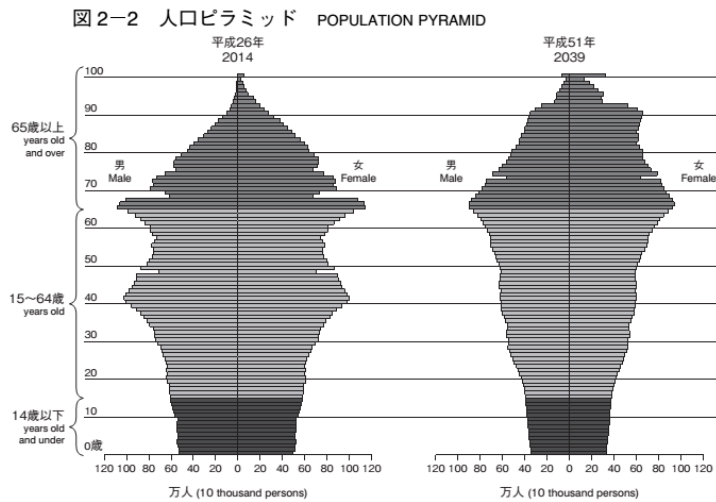 図2−2 人口ピラミッド POPULATION PYRAMID
平成26年
2014
平成51年
2039
100
90
80
70
60
50
40
30
20
10
0歳
65歳以上
years old
and over
15〜64歳
years old
14歳以下
years old
and under
男
Male
女
Female
男
Male
女
Female
120 100 80 60 40 20 0 20 40 60 80 100 120
120 100 80 60 40 20 0 20 40 60 80 100 120
万人 (10 thousand persons)
万人 (10 thousand persons)